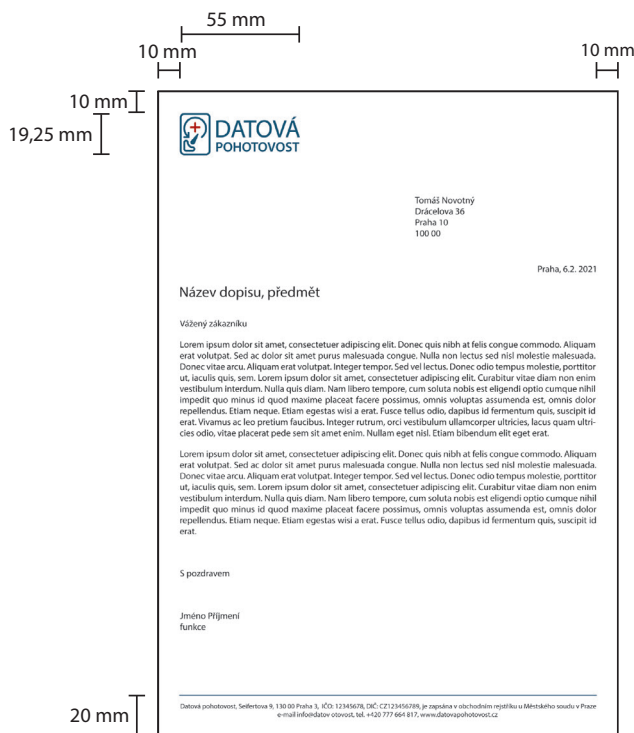 55 mm
10 mm
10 mm
10 mm
19,25 mm
DATOVÁ
POHOTOVOST
Tomáš Novotný
Drácelova 36
Praha 10
100 00
Praha, 6.2. 2021
Název dopisu, předmět
Vážený zákazníku
Lorem ipsum dolor sit amet, consectetuer adipiscing elit. Donec quis nibh at felis congue commodo. Aliquam
erat volutpat. Sed ac dolor sit amet purus malesuada congue. Nulla non lectus sed nisl molestie malesuada.
Donec vitae arcu. Aliquam erat volutpat. Integer tempor. Sed vel lectus. Donec odio tempus molestie, porttitor
ut, iaculis quis, sem. Lorem ipsum dolor sit amet, consectetuer adipiscing elit. Curabitur vitae diam non enim
vestibulum interdum. Nulla quis diam. Nam libero tempore, cum soluta nobis est eligendi optio cumque nihil
impedit quo minus id quod maxime placeat facere possimus, omnis voluptas assumenda est, omnis dolor
repellendus. Etiam neque. Etiam egestas wisi a erat. Fusce tellus odio, dapibus id fermentum quis, suscipit id
erat. Vivamus ac leo pretium faucibus. Integer rutrum, orci vestibulum ullamcorper ultricies, lacus quam ultri-
cies odio, vitae placerat pede sem sit amet enim. Nullam eget nisl. Etiam bibendum elit eget erat.
Lorem ipsum dolor sit amet, consectetuer adipiscing elit. Donec quis nibh at felis congue commodo. Aliquam
erat volutpat. Sed ac dolor sit amet purus malesuada congue. Nulla non lectus sed nisl molestie malesuada.
Donec vitae arcu. Aliquam erat volutpat. Integer tempor. Sed vel lectus. Donec odio tempus molestie, porttitor
ut, iaculis quis, sem. Lorem ipsum dolor sit amet, consectetuer adipiscing elit. Curabitur vitae diam non enim
vestibulum interdum. Nulla quis diam. Nam libero tempore, cum soluta nobis est eligendi optio cumque nihil
impedit quo minus id quod maxime placeat facere possimus, omnis voluptas assumenda est, omnis dolor
repellendus. Etiam neque. Etiam egestas wisi a erat. Fusce tellus odio, dapibus id fermentum quis, suscipit id
erat.
S pozdravem
Jméno Příjmení
funkce
20 mm
Datová pohotovost, Seifertova 9, 130 00 Praha 3, IČO: 12345678, DIČ: CZ123456789, je zapsána v obchodním rejstříku u Městského soudu v Praze
e-mail info@datov otovost, tel. +420 777 664 817, www.datovapohotovost.cz